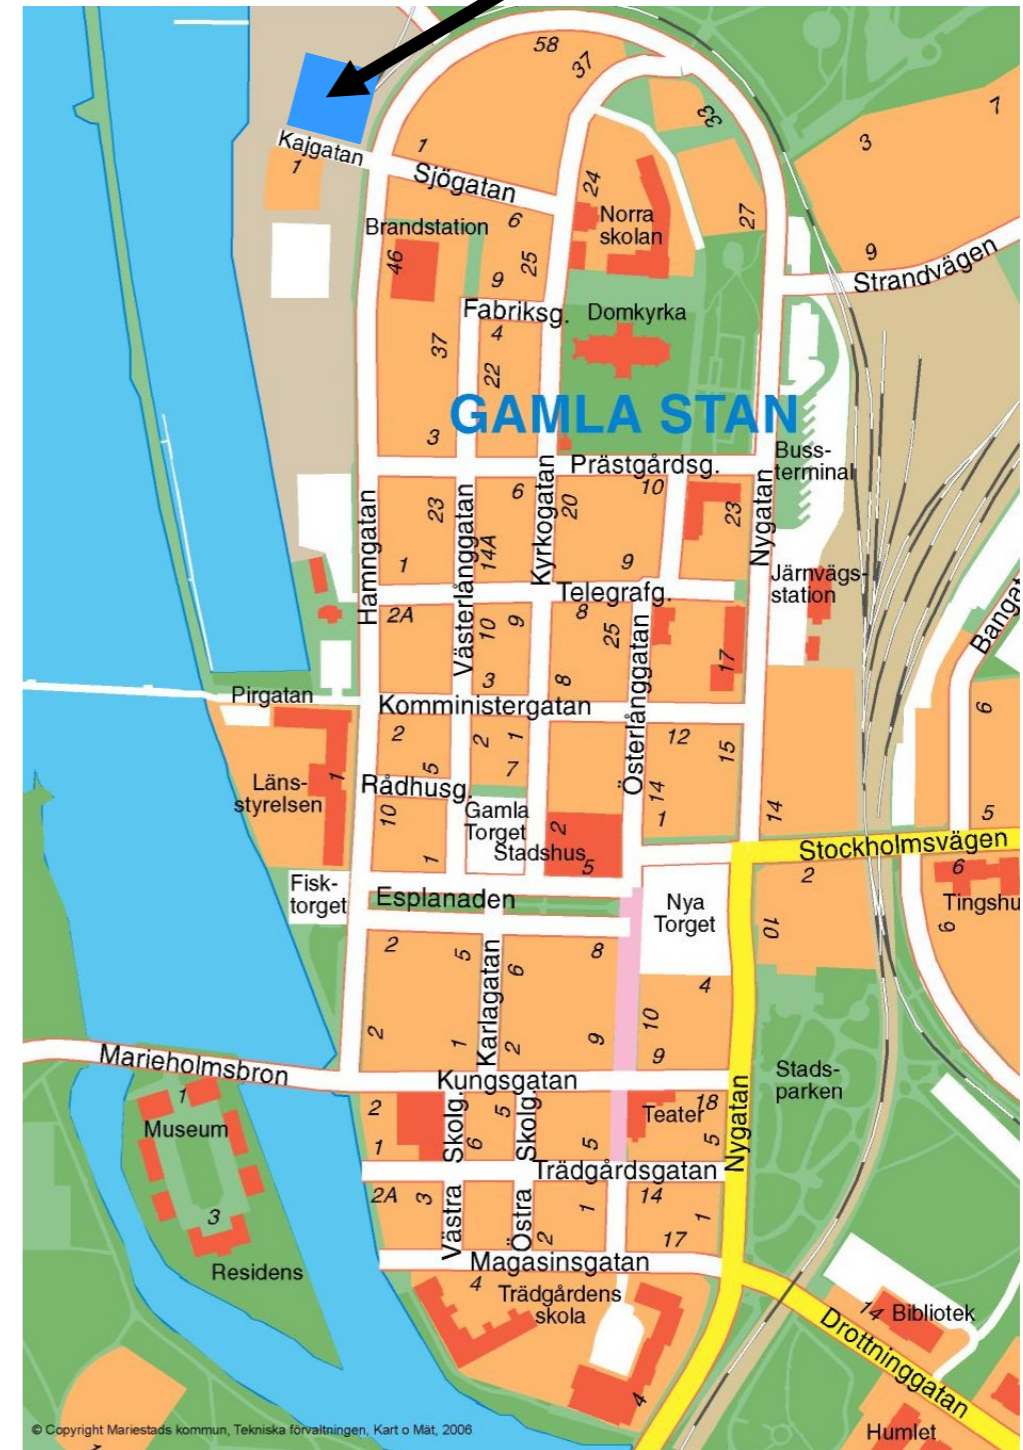 58
37
7
33
3
Kajgatan
1
1
Sjögatan
24
6
Norra
skolan
27
Brandstation
46
25
9
9
Strandvägen
Fabriksg.
Domkyrka
4
37
22
GAMLA STAN
3
Buss-
terminal
Prästgårdsg.
23
6
20
10
23
Hamngatan
Västerlånggatan
14A
Kyrkogatan
Nygatan
1
9
Järnvägs-
station
Telegrafg.
2A
10
9
8
25
17
Bangat
3
8
Pirgatan
Komministergatan
Österlånggatan
6
2
2
1
12
15
5
7
Läns-
styrelsen
1
Rådhusg.
10
1
Gamla
Torget
2
Stadshus
5
14
1
14
5
Stockholmsvägen
2
6
Tingshu
Fisk-
torget
Esplanaden
Nya
Torget
10
9
2
5
6
8
4
Karlagatan
2
1
2
9
10
9
Marieholmsbron
Kungsgatan
Stads-
parken
1
Museum
2
1
Skolg.
6
5
Skolg.
5
Teater
18
5
Nygatan
Trädgårdsgatan
2A
3
Västra
Östra
2
1
14
17
1
3
Residens
Magasinsgatan
4
Trädgårdens
skola
4
14
Bibliotek
Drottninggatan
Humlet
© Copyright Mariestads kommun, Tekniska förvaltningen, Kart o Mät, 2006